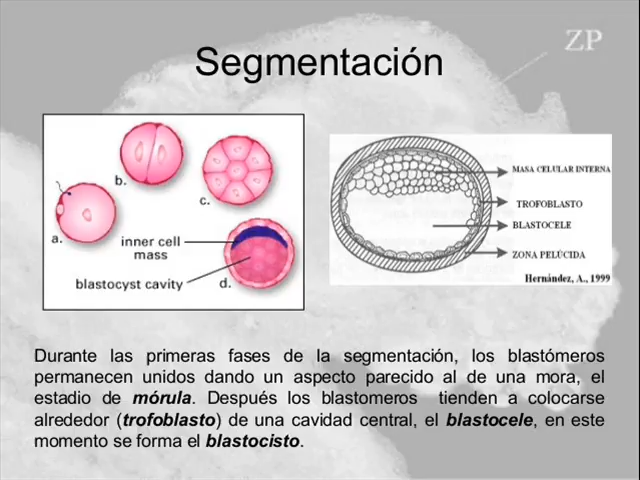 ZP
Segmentación
b.
c.
a.
inner cell
mass
blastocyst cavity
d.
MASA CELULAR INTERNA
TROFOBLASTO
BLASTOCELE
ZONA PELÚCIDA
Hernández, A., 1999
Durante las primeras fases de la segmentación, los blastómeros
permanecen unidos dando un aspecto parecido al de una mora, el
estadio de mórula. Después los blastomeros tienden a colocarse
alrededor (trofoblasto) de una cavidad central, el blastocele, en este
momento se forma el blastocisto.